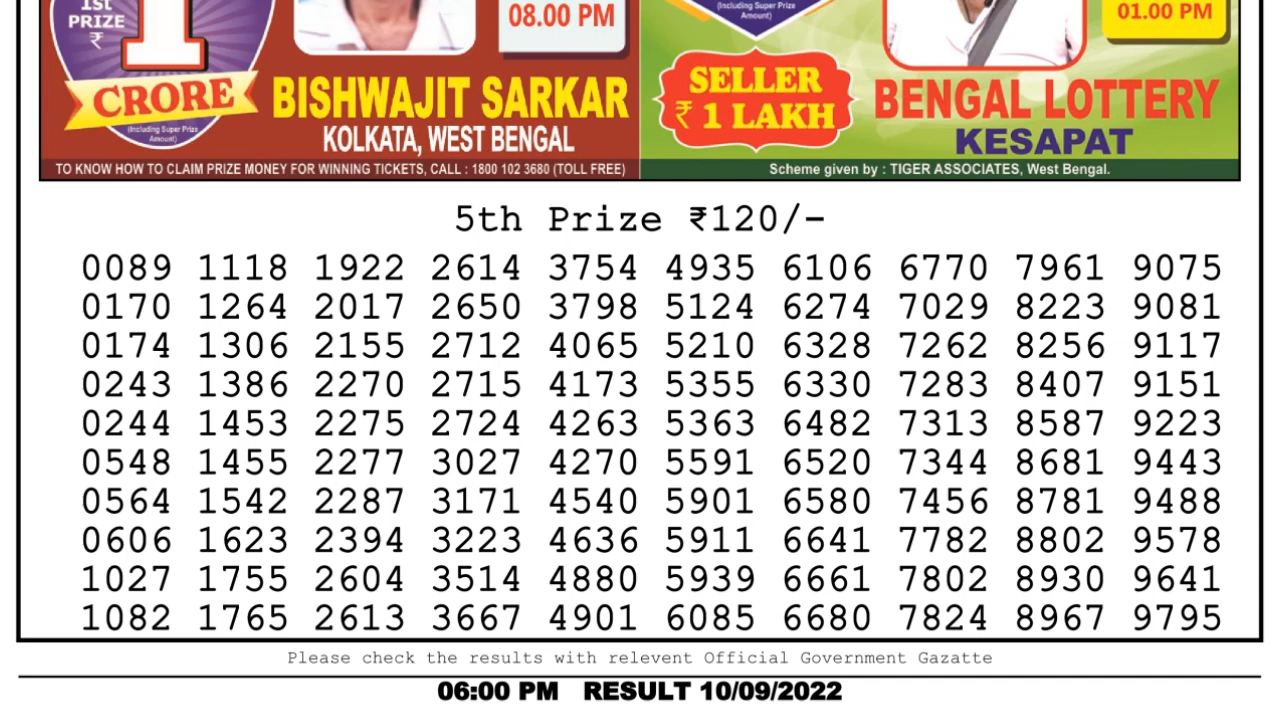 1st
PRIZE
₹
1
CRORE
(Including Super Prize
Amount)
08.00 PM
BISHWAJIT SARKAR
KOLKATA, WEST BENGAL
TO KNOW HOW TO CLAIM PRIZE MONEY FOR WINNING TICKETS, CALL : 1800 102 3680 (TOLL FREE)
(Including Super Prize
Amount)
01.00 PM
SELLER
₹ 1 LAKH
BENGAL LOTTERY
KESAPAT
Scheme given by : TIGER ASSOCIATES, West Bengal.
5th Prize ₹120/-
0089 1118 1922 2614 3754 4935 6106 6770 7961 9075
0170 1264 2017 2650 3798 5124 6274 7029 8223 9081
0174 1306 2155 2712 4065 5210 6328 7262 8256 9117
0243 1386 2270 2715 4173 5355 6330 7283 8407 9151
0244 1453 2275 2724 4263 5363 6482 7313 8587 9223
0548 1455 2277 3027 4270 5591 6520 7344 8681 9443
0564 1542 2287 3171 4540 5901 6580 7456 8781 9488
0606 1623 2394 3223 4636 5911 6641 7782 8802 9578
1027 1755 2604 3514 4880 5939 6661 7802 8930 9641
1082 1765 2613 3667 4901 6085 6680 7824 8967 9795
Please check the results with relevent Official Government Gazatte
06:00 PM RESULT 10/09/2022